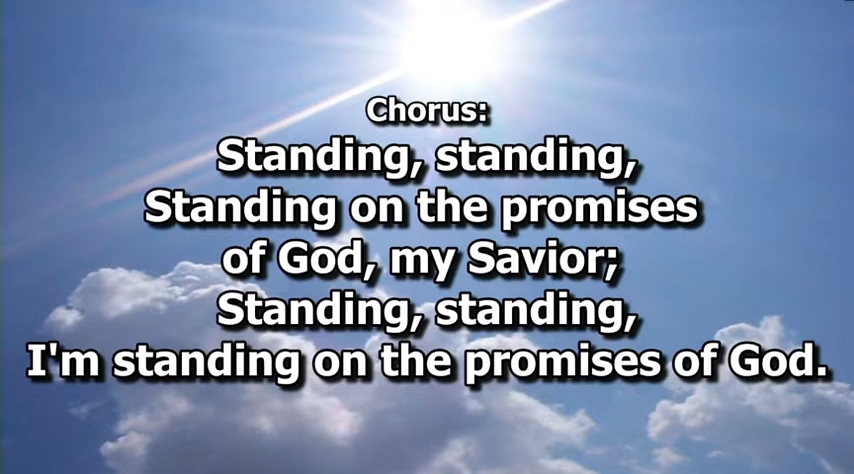 Chorus:
Standing, standing,
Standing on the promises
of God, my Savior;
Standing, standing,
I'm standing on the promises of God.